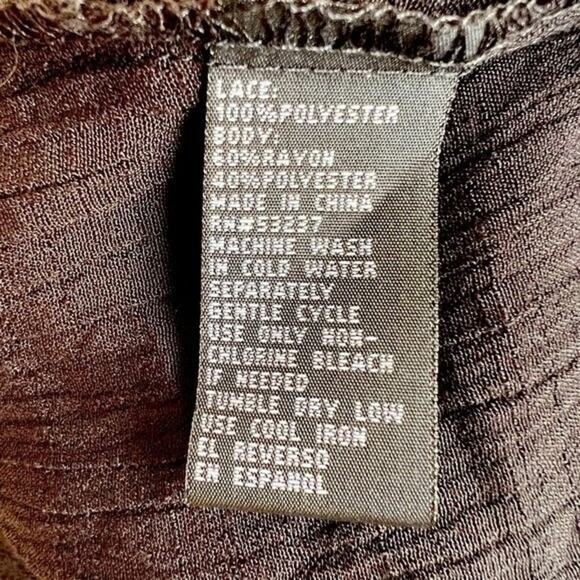 LACE.
100%POLYESTER
BODY.
60%RAYON
40%POLYESTER
MADE IN CHINA
RN#53237
MACHINE WASH
IN COLD WATER
SEPARATELY
GENTLE CYCLE
USE ONLY NON-
CHLORINE BLEACH
IF NEEDED
TUMBLE DRY LOW
USE COOL IRON
EL REVERSO
EN ESPANOL